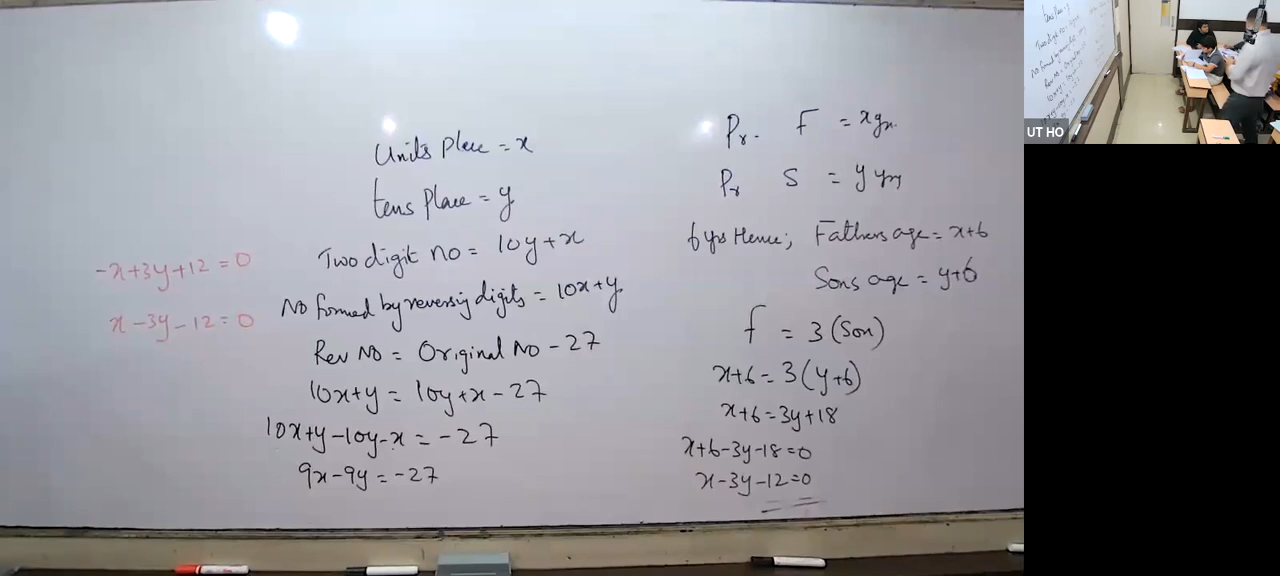 -x+3y+12=0
x-3y-12=0
Units Place = x
tens Place = y
Two digit no = 10y+x
No formed by reversig digits = 10x+y
Rev No = Original No - 27
10x+y = 10y+x-27
10x+y-10y-x = -27
9x-9y = -27
Pr. F = x yrs.
Pr S = y yrs
6 yrs Hence; Fathers age = x+6
Sons age = y+6
F = 3 (Son)
x+6 = 3(y+6)
x+6 = 3y+18
x+6-3y-18=0
x-3y-12=0
UT HO